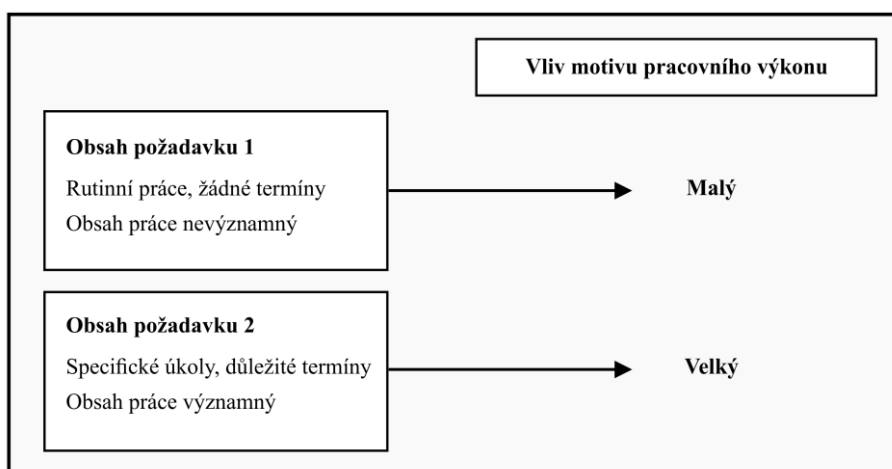 Vliv motivu pracovního výkonu
Obsah požadavku 1
Rutinní práce, žádné termíny
Obsah práce nevýznamný
Malý
Obsah požadavku 2
Specifické úkoly, důležité termíny
Obsah práce významný
Velký